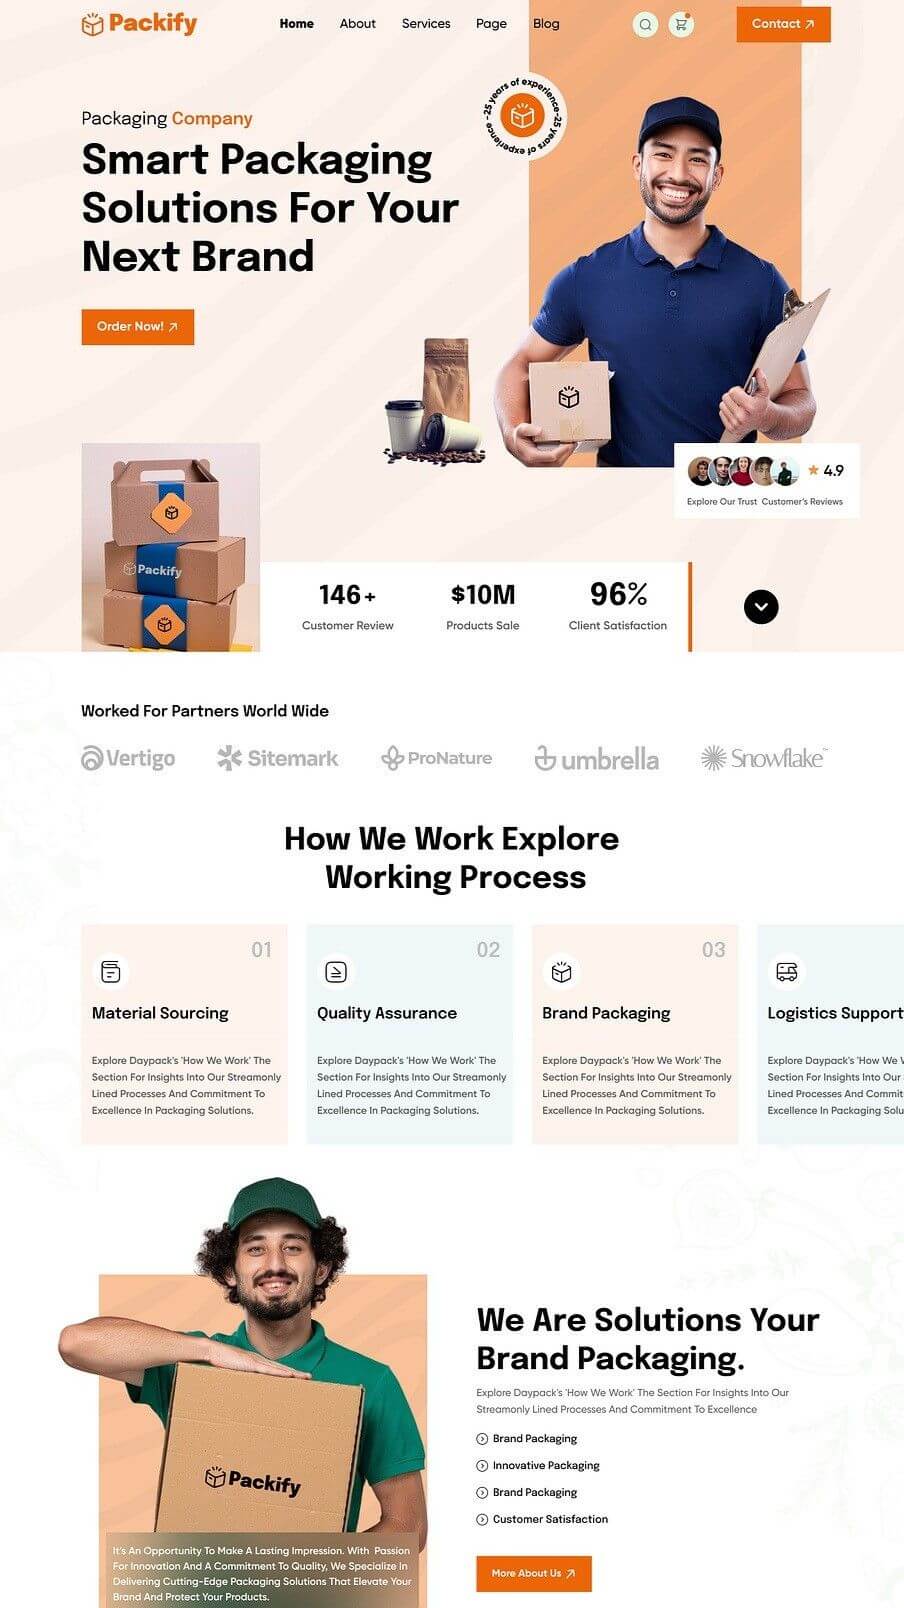 Packify
Home
About
Services
Page
Blog
Contact
Packaging Company
Smart Packaging
Solutions For Your
Next Brand
-25 years of experience-25 years of experience
Order Now!
4.9
Explore Our Trust Customer's Reviews
Packify
146+
Customer Review
$10M
Products Sale
96%
Client Satisfaction
Worked For Partners World Wide
Vertigo
Sitemark
ProNature
umbrella
Snowflake™
How We Work Explore
Working Process
01
Material Sourcing
Explore Daypack's 'How We Work' The
Section For Insights Into Our Streamonly
Lined Processes And Commitment To
Excellence In Packaging Solutions.
02
Quality Assurance
Explore Daypack's 'How We Work' The
Section For Insights Into Our Streamonly
Lined Processes And Commitment To
Excellence In Packaging Solutions.
03
Brand Packaging
Explore Daypack's 'How We Work' The
Section For Insights Into Our Streamonly
Lined Processes And Commitment To
Excellence In Packaging Solutions.
Logistics Support
Explore Daypack's 'How We
Section For Insights Into Our
Lined Processes And
Excellence In Packaging
Packify
It's An Opportunity To Make A Lasting Impression. With Passion
For Innovation And A Commitment To Quality, We Specialize In
Delivering Cutting-Edge Packaging Solutions That Elevate Your
Brand And Protect Your Products.
We Are Solutions Your
Brand Packaging.
Explore Daypack's 'How We Work' The Section For Insights Into Our
Streamonly Lined Processes And Commitment To Excellence
Brand Packaging
Innovative Packaging
Brand Packaging
Customer Satisfaction
More About Us